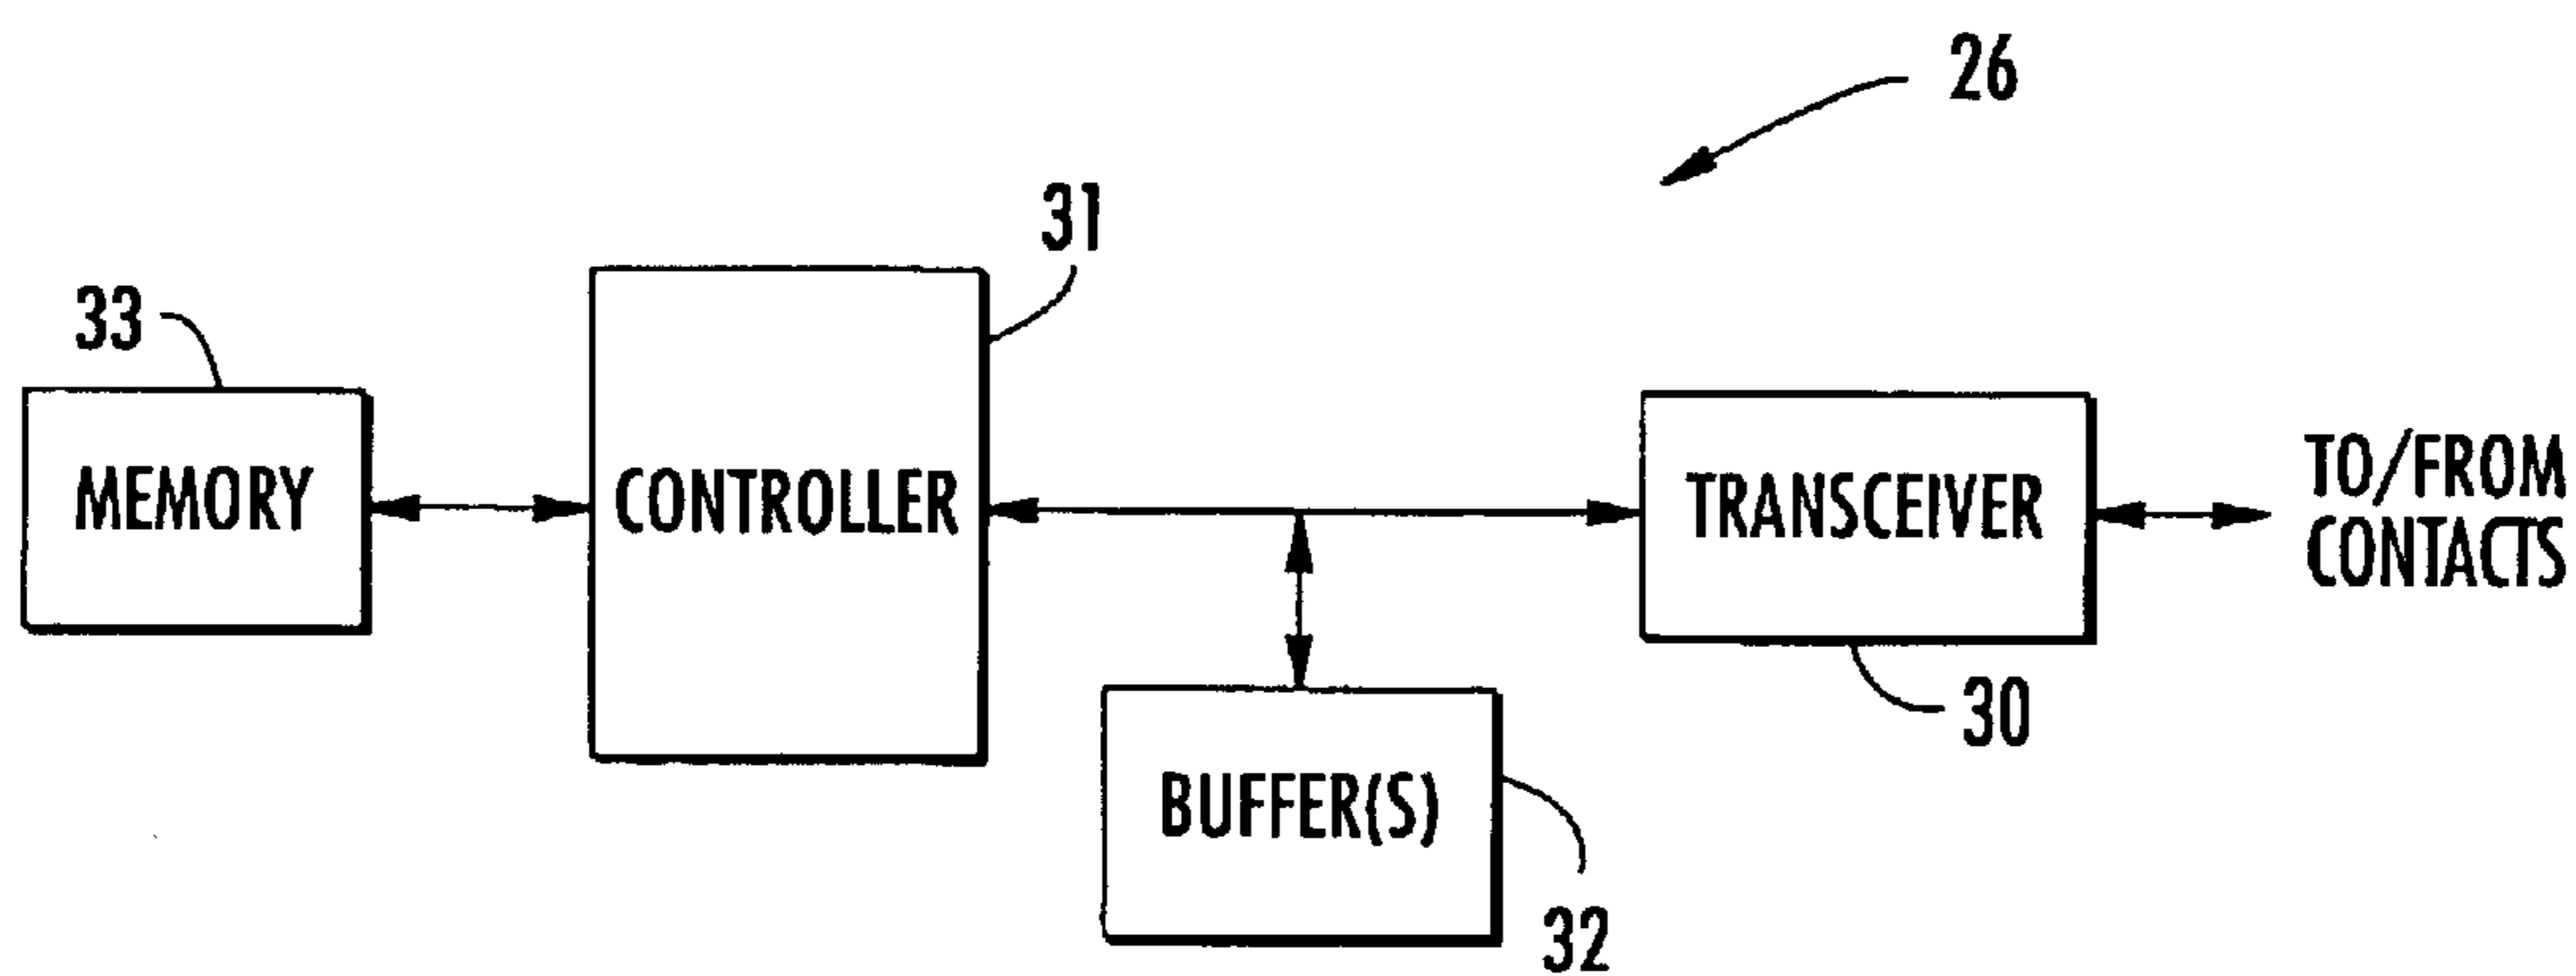 26
31
33
MEMORY
CONTROLLER
TRANSCEIVER
TO/FROM
CONTACTS
30
BUFFER(S)
32